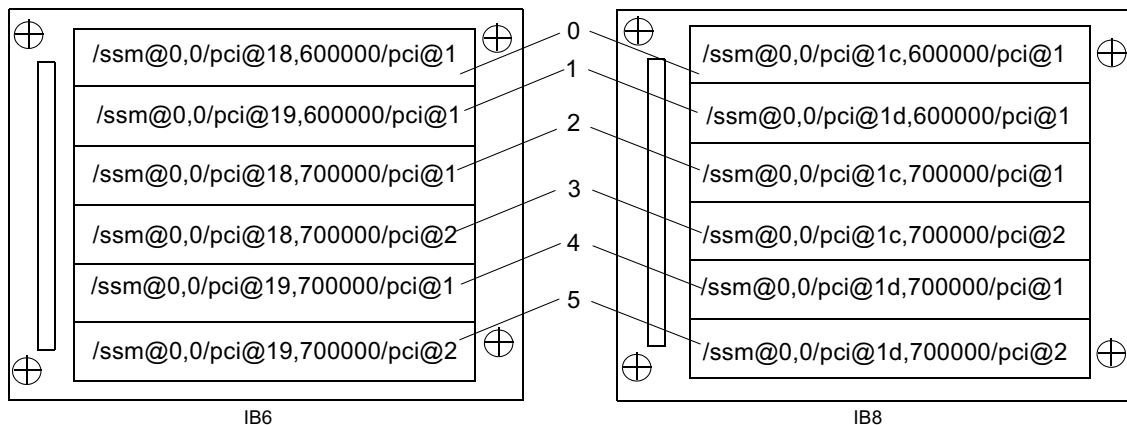 /ssm@0,0/pci@18,600000/pci@1
/ssm@0,0/pci@19,600000/pci@1
/ssm@0,0/pci@18,700000/pci@1
/ssm@0,0/pci@18,700000/pci@2
/ssm@0,0/pci@19,700000/pci@1
/ssm@0,0/pci@19,700000/pci@2
IB6
0
1
2
3
4
5
/ssm@0,0/pci@1c,600000/pci@1
/ssm@0,0/pci@1d,600000/pci@1
/ssm@0,0/pci@1c,700000/pci@1
/ssm@0,0/pci@1c,700000/pci@2
/ssm@0,0/pci@1d,700000/pci@1
/ssm@0,0/pci@1d,700000/pci@2
IB8